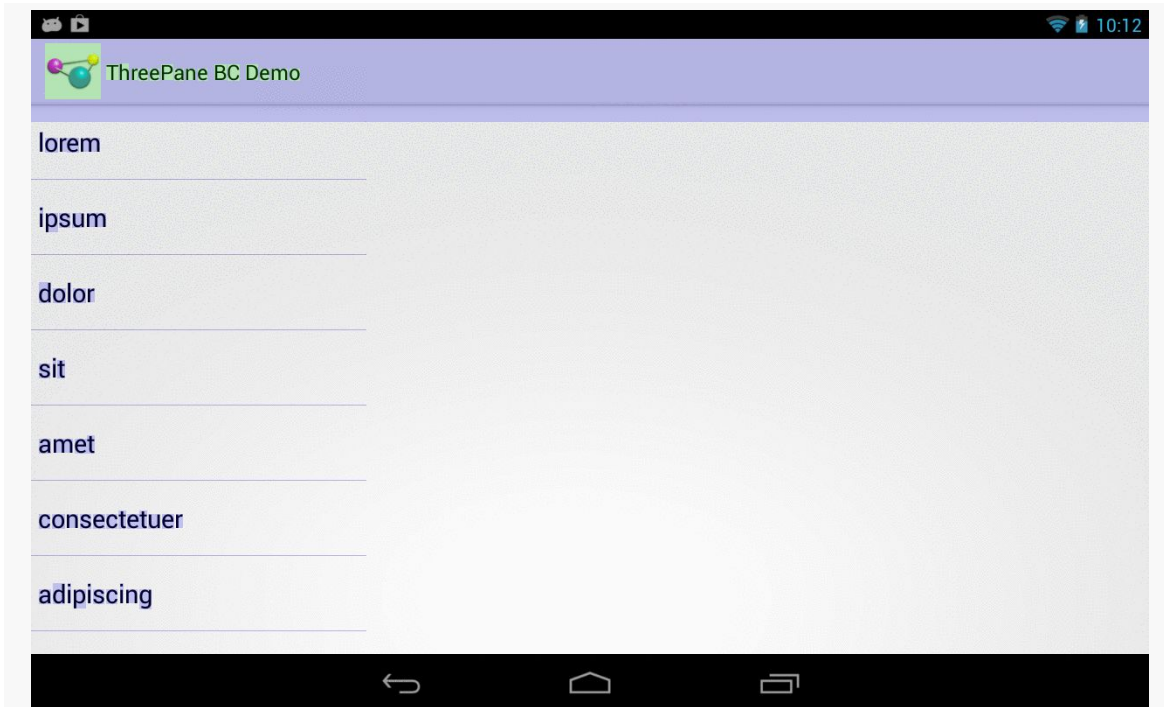 10:12
ThreePane BC Demo
lorem
ipsum
dolor
sit
amet
consectetuer
adipiscing